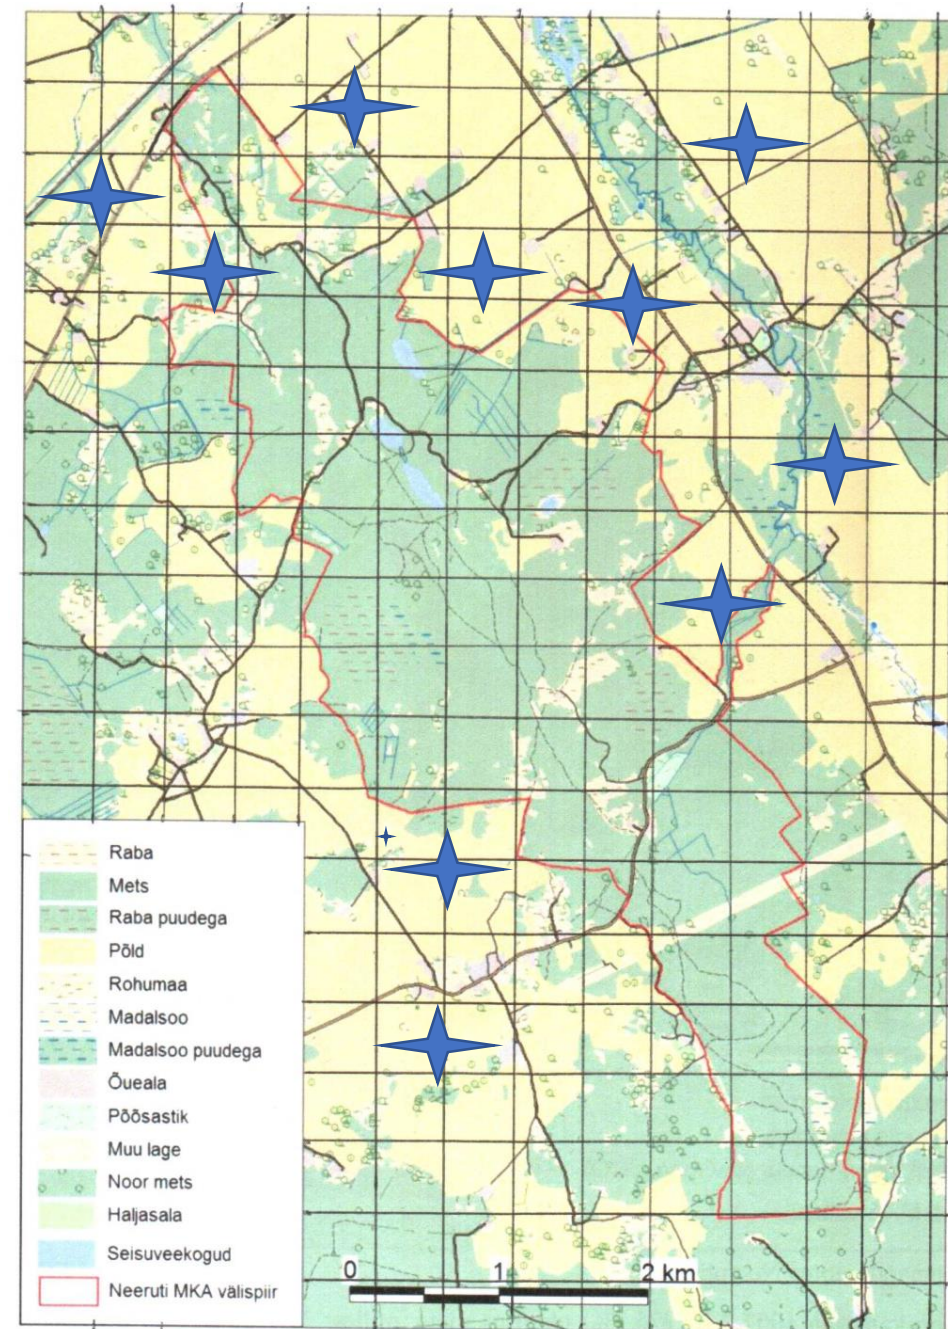 Raba
Mets
Raba puudega
Põld
Rohumaa
Madalsoo
Madalsoo puudega
Õueala
Põõsastik
Muu lage
Noor mets
Haljasala
Seisuveekogud
Neeruti MKA välispiir
0 1 2 km